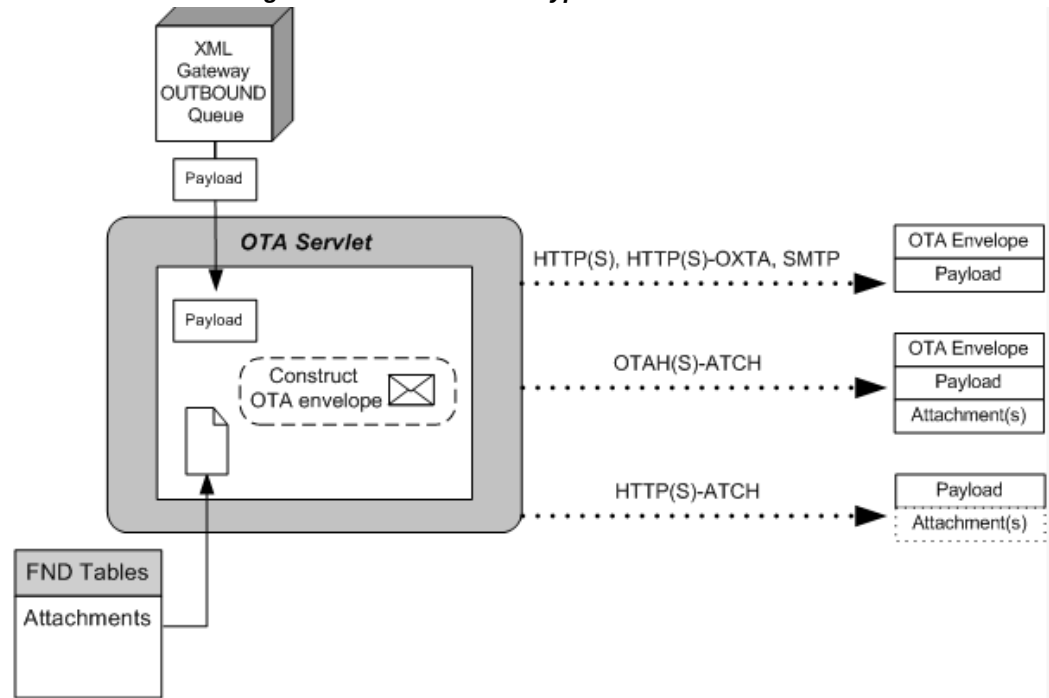 XML
Gateway
OUTBOUND
Queue
Payload
OTA Servlet
Payload
Construct
OTA envelope
FND Tables
Attachments
HTTP(S), HTTP(S)-OXTA, SMTP
OTA Envelope
Payload
OTAH(S)-ATCH
OTA Envelope
Payload
Attachment(s)
HTTP(S)-ATCH
Payload
Attachment(s)